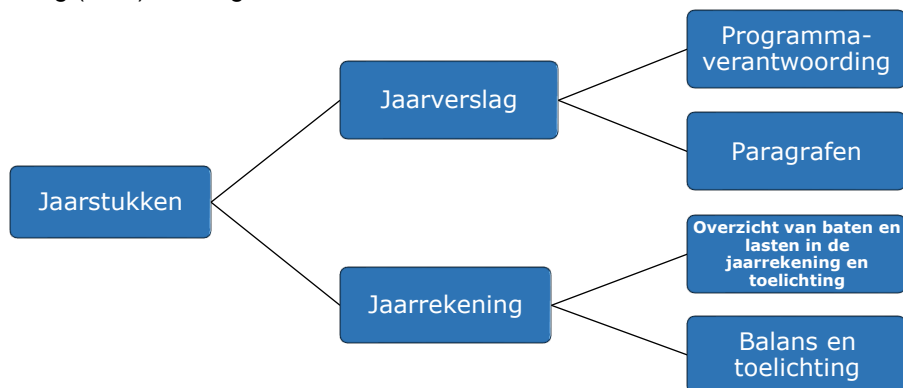 Programma-
verantwoording
Jaarverslag
Paragrafen
Jaarstukken
Overzicht van baten en
lasten in de
jaarrekening en
toelichting
Jaarrekening
Balans en
toelichting